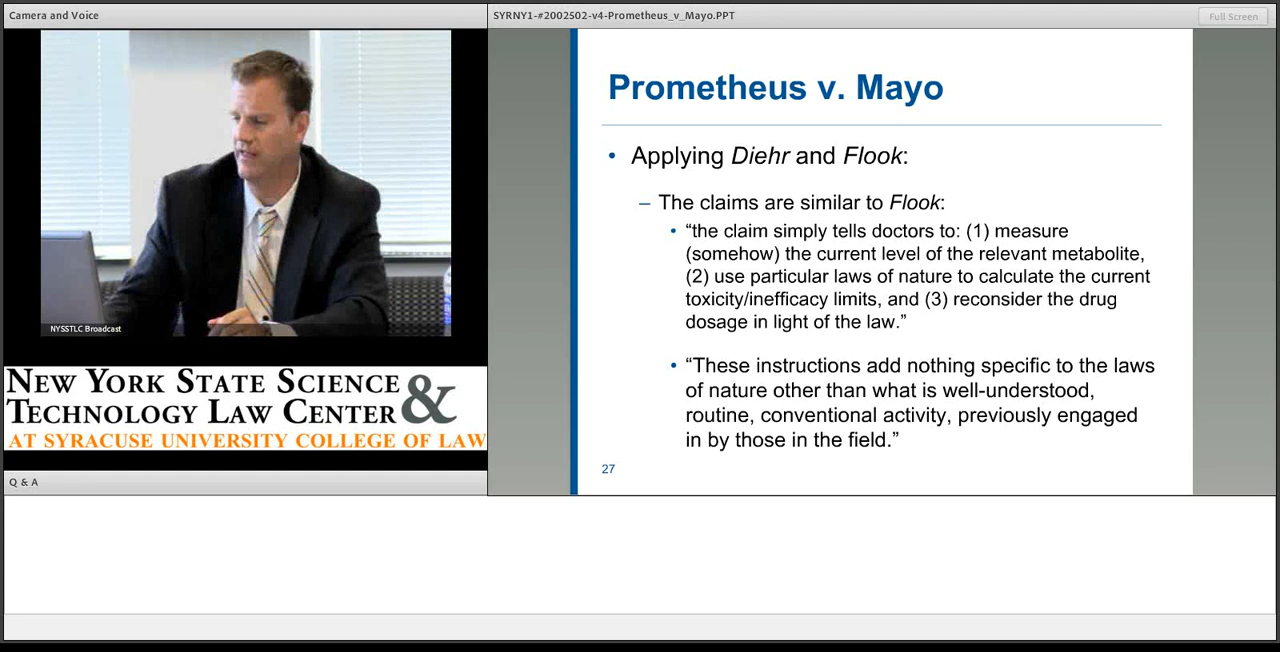 Camera and Voice
SYRNY1-#2002502-v4-Prometheus_v_Mayo.PPT
Full Screen
NYSSTLC Broadcast
NEW YORK STATE SCIENCE
& TECHNOLOGY LAW CENTER
AT SYRACUSE UNIVERSITY COLLEGE OF LAW
Q & A
Prometheus v. Mayo
• Applying Diehr and Flook:
– The claims are similar to Flook:
• “the claim simply tells doctors to: (1) measure
(somehow) the current level of the relevant metabolite,
(2) use particular laws of nature to calculate the current
toxicity/inefficacy limits, and (3) reconsider the drug
dosage in light of the law.”
• “These instructions add nothing specific to the laws
of nature other than what is well-understood,
routine, conventional activity, previously engaged
in by those in the field.”
27